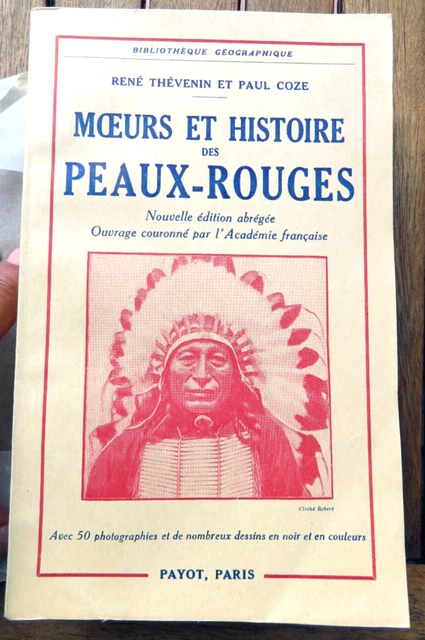 BIBLIOTHÈQUE GÉOGRAPHIQUE
RENÉ THÉVENIN ET PAUL COZE
MŒURS ET HISTOIRE
DES
PEAUX-ROUGES
Nouvelle édition abrégée
Ouvrage couronné par l'Académie française
Cliché Robert
Avec 50 photographies et de nombreux dessins en noir et en couleurs
PAYOT, PARIS